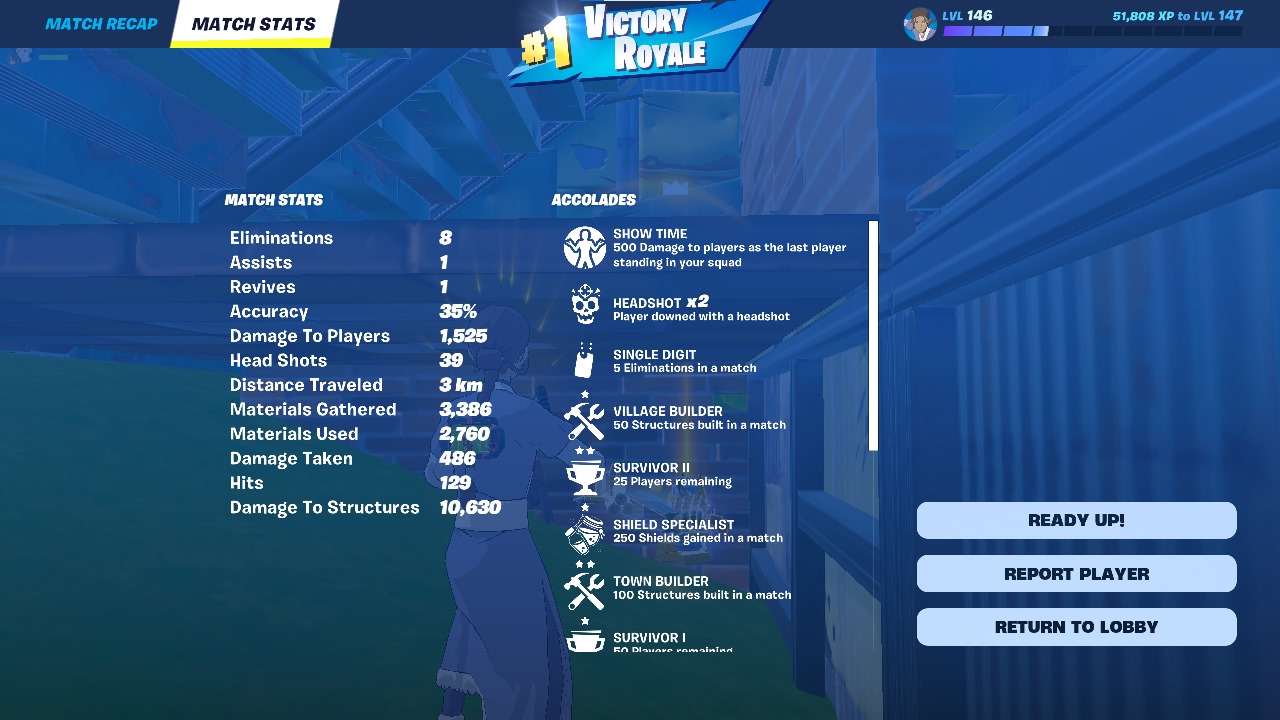 MATCH RECAP
MATCH STATS
#1 VICTORY
ROYALE
LVL 146
51,808 XP to LVL 147
MATCH STATS
Eliminations 8
Assists 1
Revives 1
Accuracy 35%
Damage To Players 1,525
Head Shots 39
Distance Traveled 3 km
Materials Gathered 3,386
Materials Used 2,760
Damage Taken 486
Hits 129
Damage To Structures 10,630
ACCOLADES
SHOW TIME
500 Damage to players as the last player
standing in your squad
HEADSHOT x2
Player downed with a headshot
SINGLE DIGIT
5 Eliminations in a match
VILLAGE BUILDER
50 Structures built in a match
SURVIVOR II
25 Players remaining
SHIELD SPECIALIST
250 Shields gained in a match
TOWN BUILDER
100 Structures built in a match
SURVIVOR I
50 Players remaining
READY UP!
REPORT PLAYER
RETURN TO LOBBY